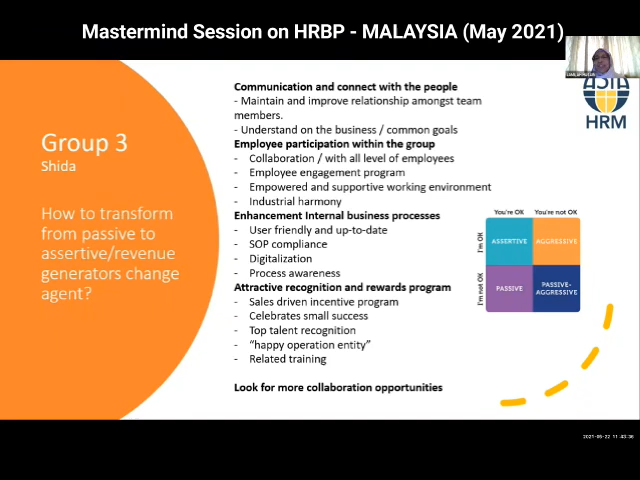 Mastermind Session on HRBP - MALAYSIA (May 2021)
ASIA
HRM
Group 3
Shida
How to transform
from passive to
assertive/revenue
generators change
agent?
Communication and connect with the people
- Maintain and improve relationship amongst team
members.
- Understand on the business / common goals
Employee participation within the group
- Collaboration / with all level of employees
- Employee engagement program
- Empowered and supportive working environment
- Industrial harmony
Enhancement Internal business processes
- User friendly and up-to-date
- SOP compliance
- Digitalization
- Process awareness
Attractive recognition and rewards program
- Sales driven incentive program
- Celebrates small success
- Top talent recognition
- "happy operation entity"
- Related training
Look for more collaboration opportunities
You're OK You're not OK
I'm OK
ASSERTIVE AGGRESSIVE
I'm not OK
PASSIVE PASSIVE-
AGGRESSIVE
2021-05-22 11:43:36